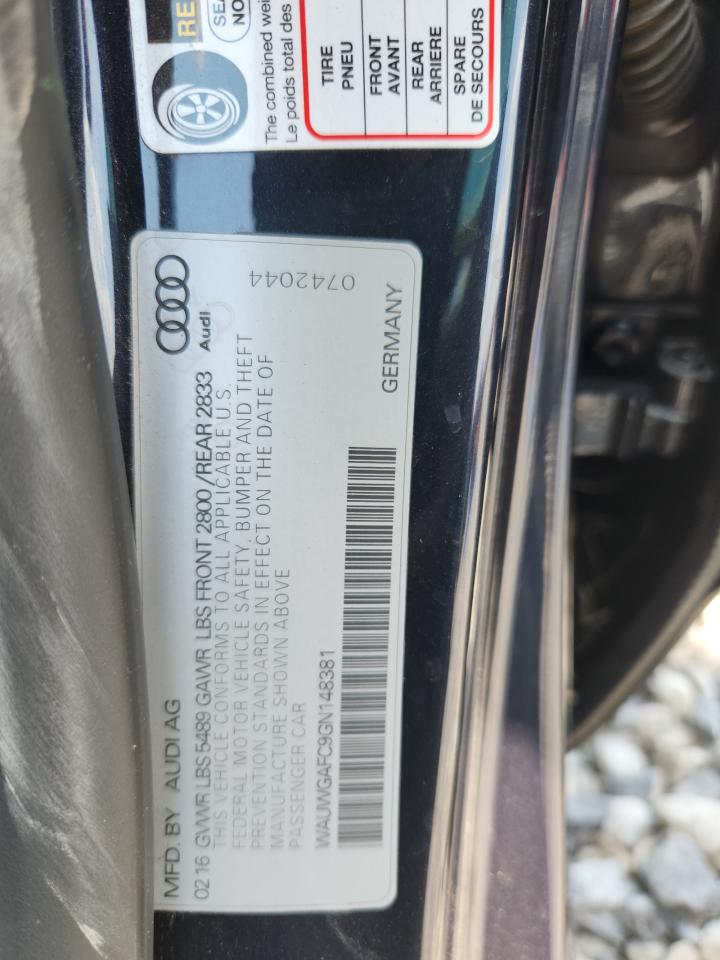 RE
SEA
NO
The combined wei
Le poids total des
TIRE
PNEU
FRONT
AVANT
REAR
ARRIERE
SPARE
DE SECOURS
MFD. BY AUDI AG
Audi
02 16 GVWR LBS 5489 GAWR LBS FRONT 2800 / REAR 2833
THIS VEHICLE CONFORMS TO ALL APPLICABLE U.S.
FEDERAL MOTOR VEHICLE SAFETY, BUMPER AND THEFT
PREVENTION STANDARDS IN EFFECT ON THE DATE OF
MANUFACTURE SHOWN ABOVE
PASSENGER CAR
WAUWGAFC9GN148381
0742044
GERMANY